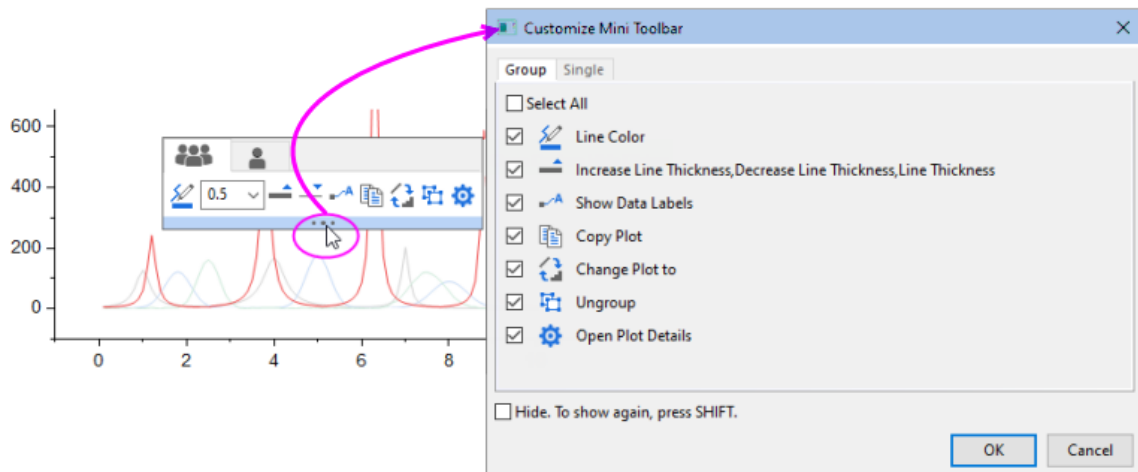 Customize Mini Toolbar
Group Single
Select All
Line Color
Increase Line Thickness,Decrease Line Thickness,Line Thickness
Show Data Labels
Copy Plot
Change Plot to
Ungroup
Open Plot Details
Hide. To show again, press SHIFT.
OK Cancel
600
400
200
0
0 2 4 6 8
0.5
A
A